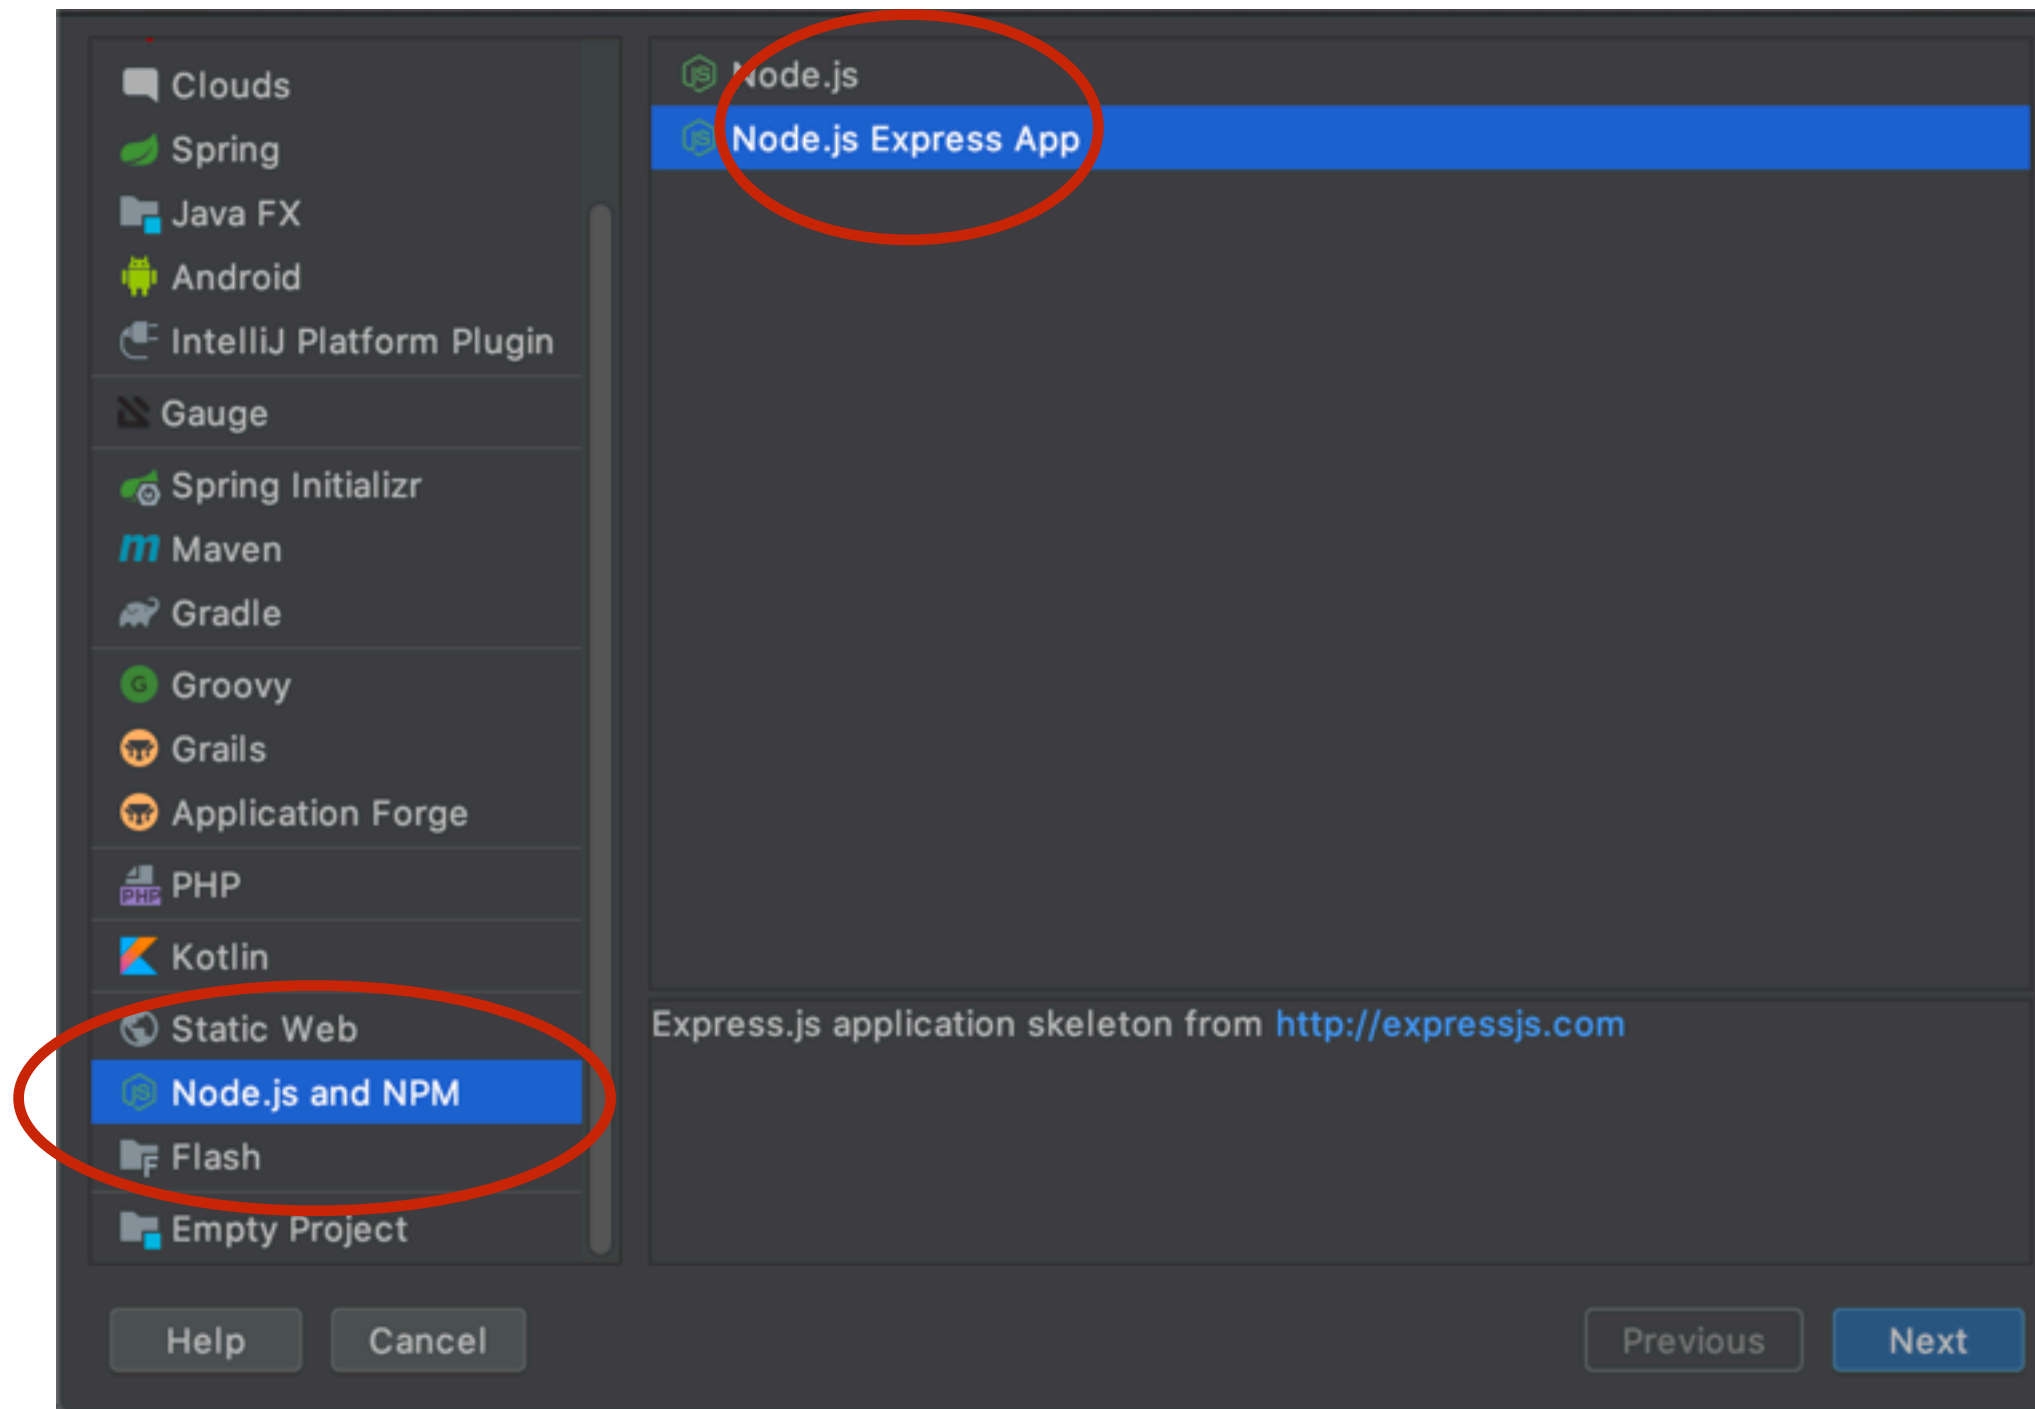 Clouds
Spring
Java FX
Android
IntelliJ Platform Plugin
Gauge
Spring Initializr
Maven
Gradle
Groovy
Grails
Application Forge
PHP
Kotlin
Static Web
Node.js and NPM
Flash
Empty Project
Node.js
Node.js Express App
Express.js application skeleton from http://expressjs.com
Help
Cancel
Previous
Next